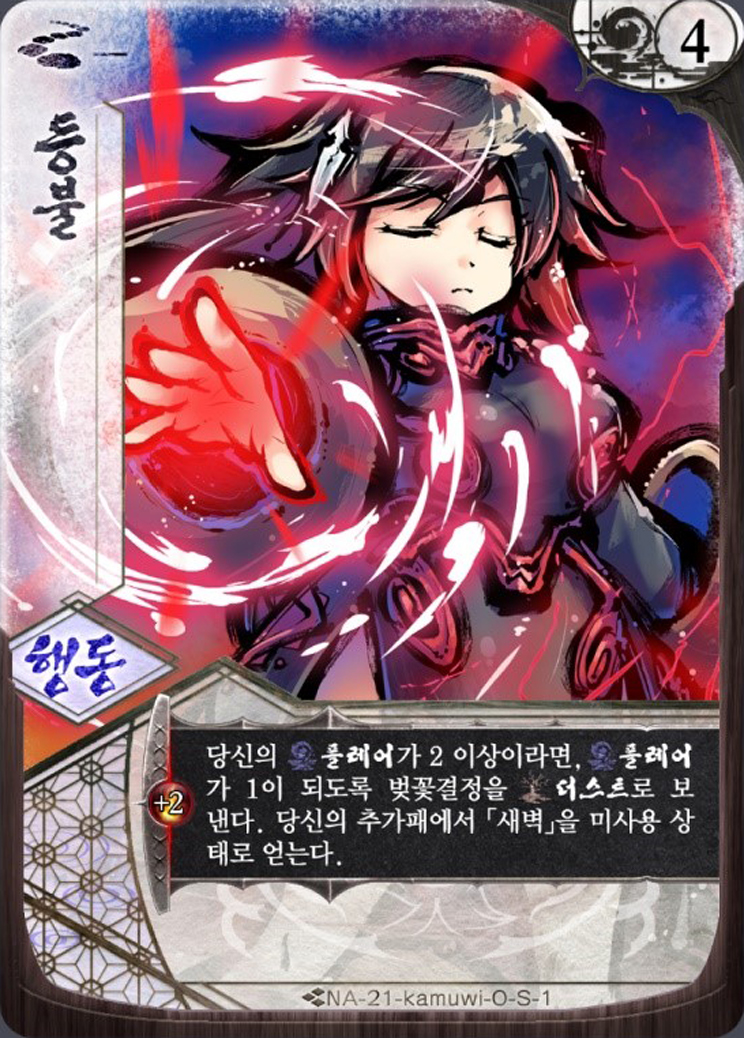 4
등불
행동
+2
당신의 플레어가 2 이상이라면, 플레어
가 1이 되도록 벚꽃결정을 더스트로 보
낸다. 당신의 추가패에서 「새벽」을 미사용 상
태로 얻는다.
NA-21-kamuwi-O-S-1